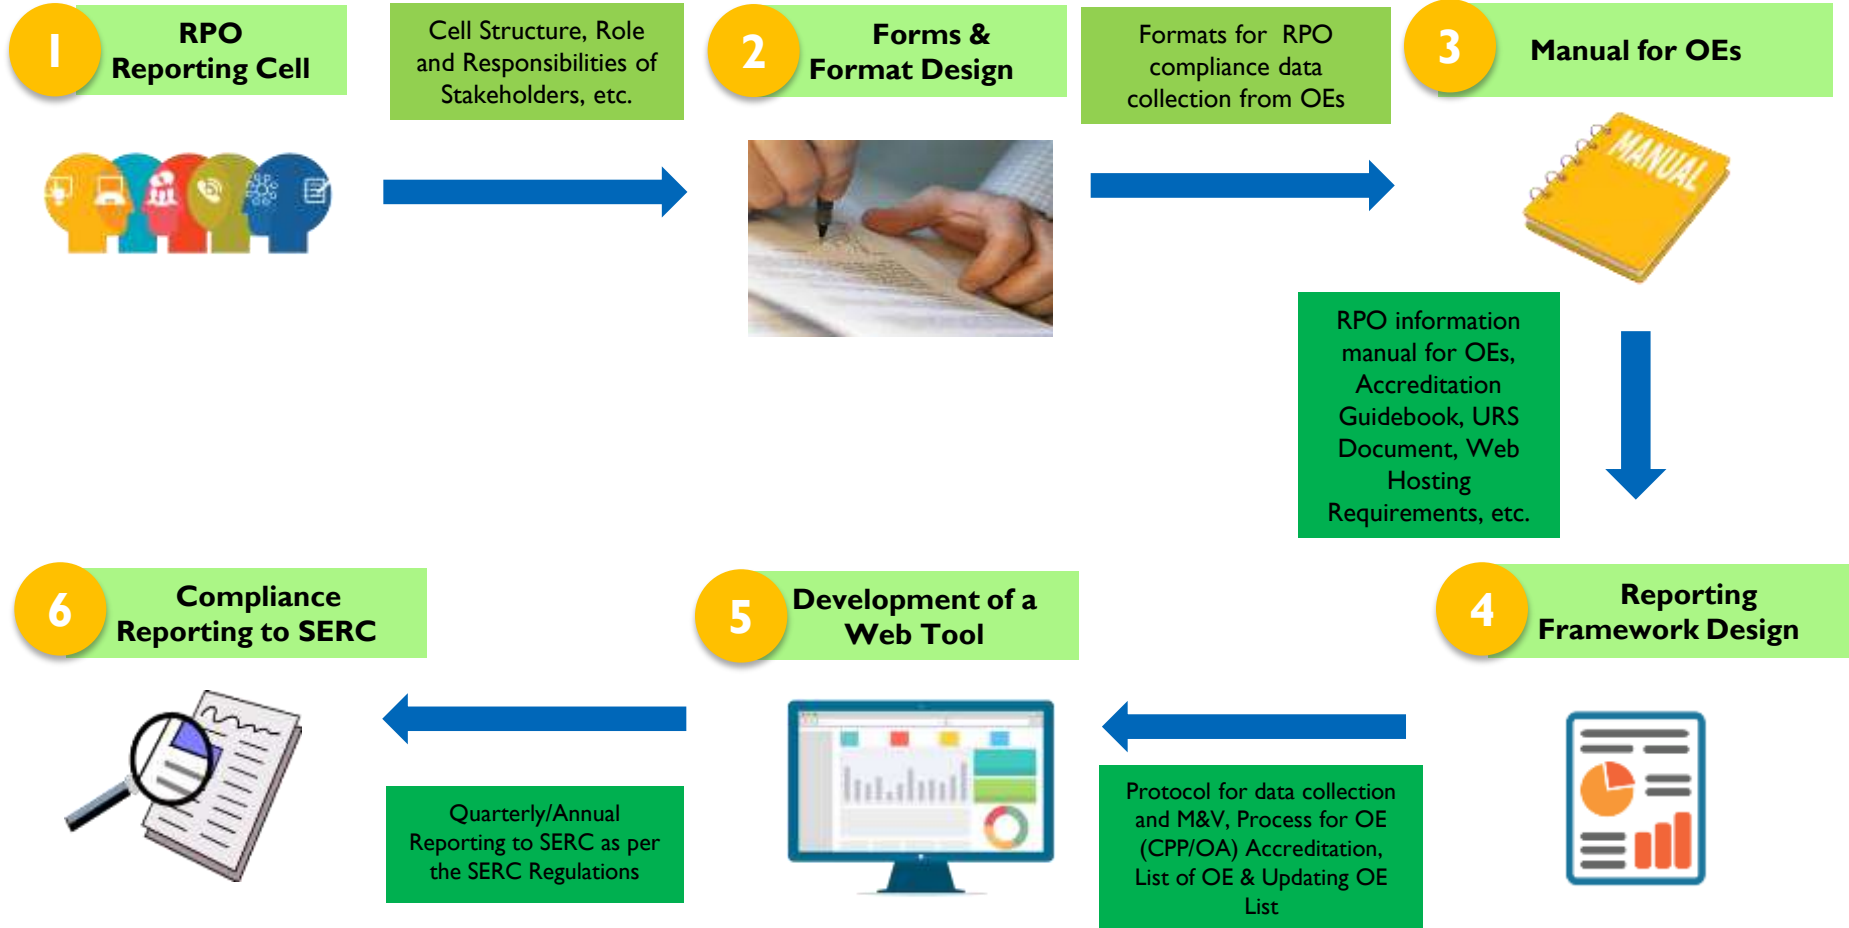 1
RPO
Reporting Cell
Cell Structure, Role
and Responsibilities of
Stakeholders, etc.
2
Forms &
Format Design
Formats for RPO
compliance data
collection from OEs
3
Manual for OEs
MANUAL
RPO information
manual for OEs,
Accreditation
Guidebook, URS
Document, Web
Hosting
Requirements, etc.
4
Reporting
Framework Design
Protocol for data collection
and M&V, Process for OE
(CPP/OA) Accreditation,
List of OE & Updating OE
List
5
Development of a
Web Tool
Quarterly/Annual
Reporting to SERC as per
the SERC Regulations
6
Compliance
Reporting to SERC